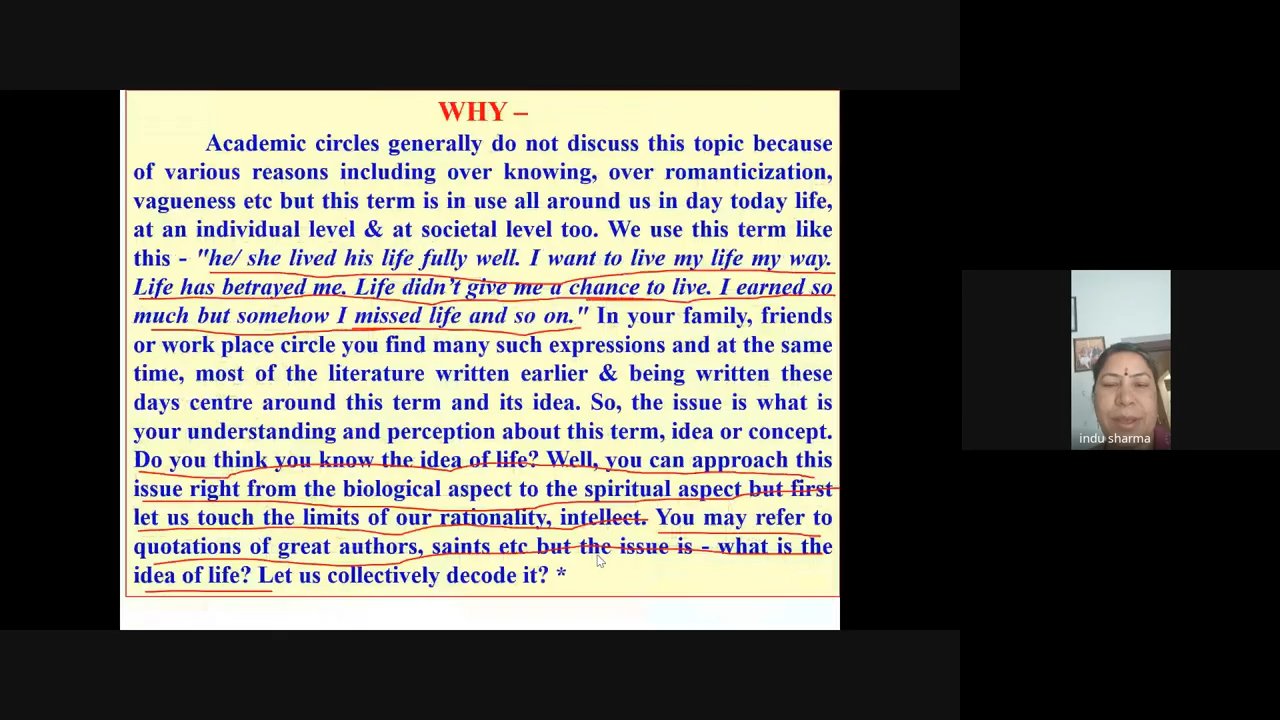 WHY –
Academic circles generally do not discuss this topic because
of various reasons including over knowing, over romanticization,
vagueness etc but this term is in use all around us in day today life,
at an individual level & at societal level too. We use this term like
this - "he/ she lived his life fully well. I want to live my life my way.
Life has betrayed me. Life didn't give me a chance to live. I earned so
much but somehow I missed life and so on." In your family, friends
or work place circle you find many such expressions and at the same
time, most of the literature written earlier & being written these
days centre around this term and its idea. So, the issue is what is
your understanding and perception about this term, idea or concept.
Do you think you know the idea of life? Well, you can approach this
issue right from the biological aspect to the spiritual aspect but first
let us touch the limits of our rationality, intellect. You may refer to
quotations of great authors, saints etc but the issue is - what is the
idea of life? Let us collectively decode it? *
indu sharma